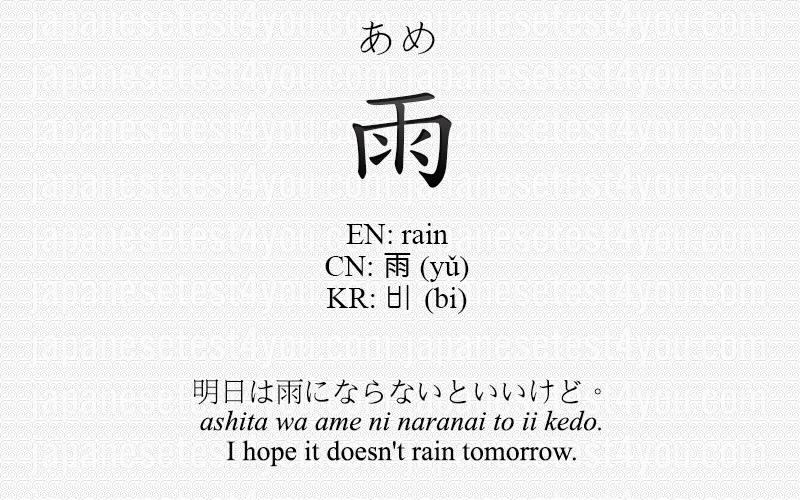 あめ
雨
EN: rain
CN: 雨 (yǔ)
KR: 비 (bi)
明日は雨にならないといいけど。
ashita wa ame ni naranai to ii kedo.
I hope it doesn't rain tomorrow.
japanesetest4you.com